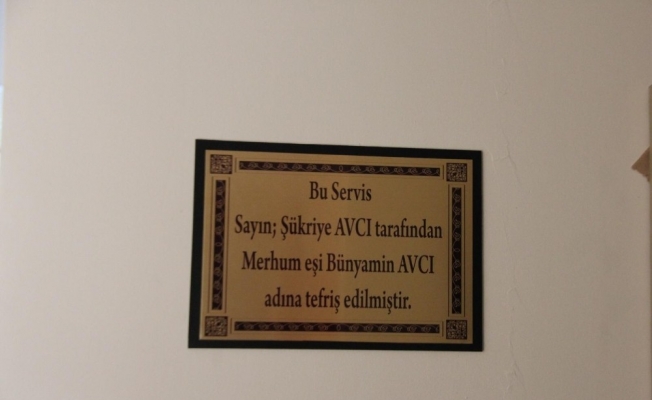 Bu Servis
Sayın; Şükriye AVCI tarafından
Merhum eşi Bünyamin AVCI
adına tefriş edilmiştir.